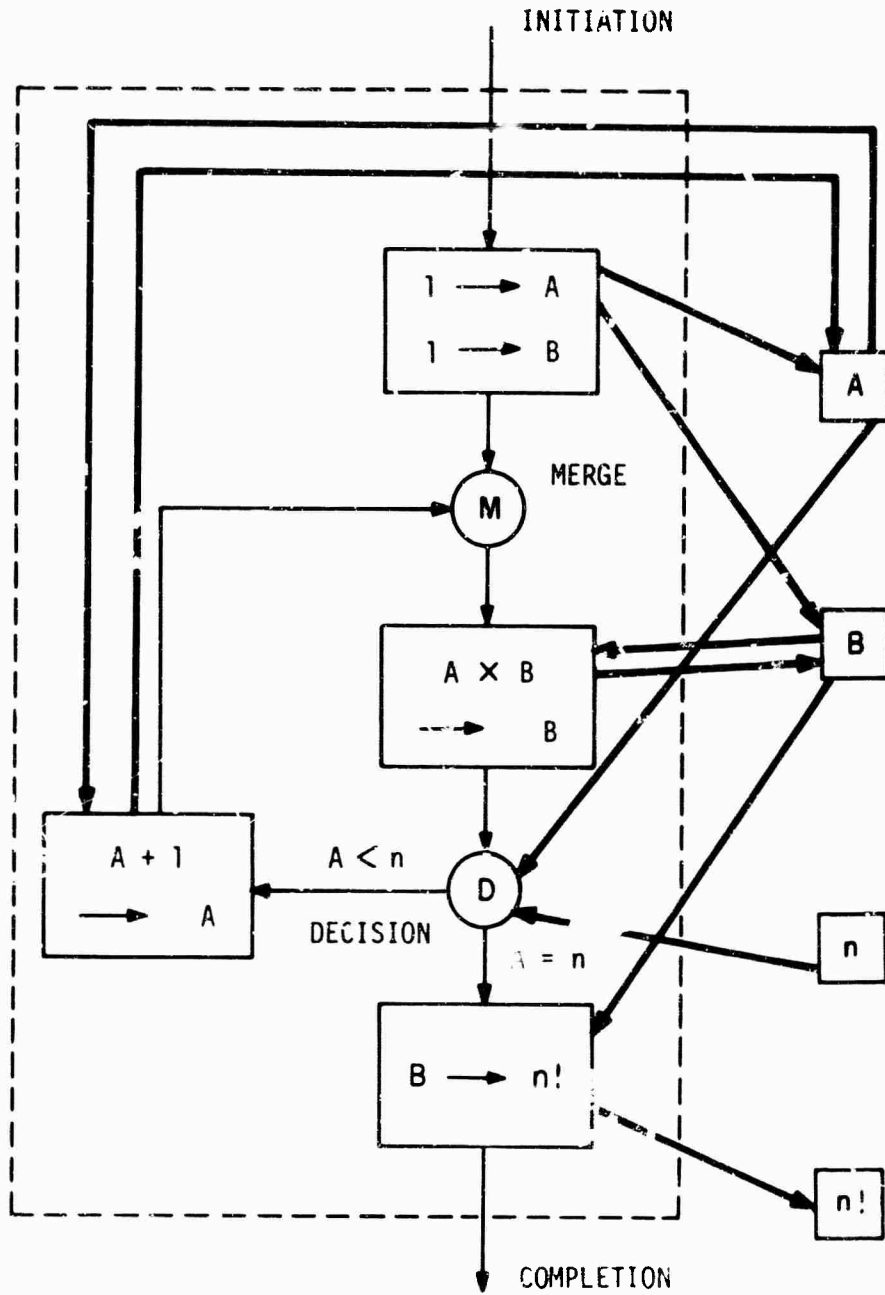 INITIATION
1 → A
1 → B
A
MERGE
M
B
A × B
→ B
A + 1
→ A
A < n
D
DECISION
n
A = n
B → n!
n!
COMPLETION